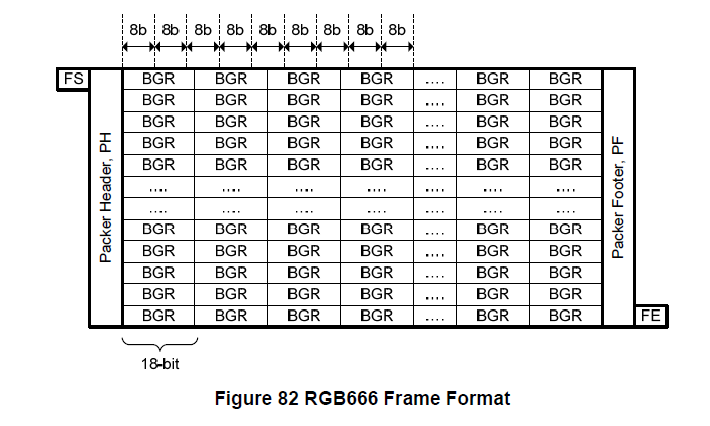 8b 8b 8b 8b 8b 8b 8b 8b 8b
FS BGR BGR BGR BGR .... BGR BGR
BGR BGR BGR BGR .... BGR BGR
BGR BGR BGR BGR .... BGR BGR
BGR BGR BGR BGR .... BGR BGR
BGR BGR BGR BGR .... BGR BGR
.... .... .... .... .... .... ....
.... .... .... .... .... .... ....
BGR BGR BGR BGR .... BGR BGR
BGR BGR BGR BGR .... BGR BGR
BGR BGR BGR BGR .... BGR BGR
BGR BGR BGR BGR .... BGR BGR
BGR BGR BGR BGR .... BGR BGR FE
Packer Header, PH
Packer Footer, PF
18-bit
Figure 82 RGB666 Frame Format